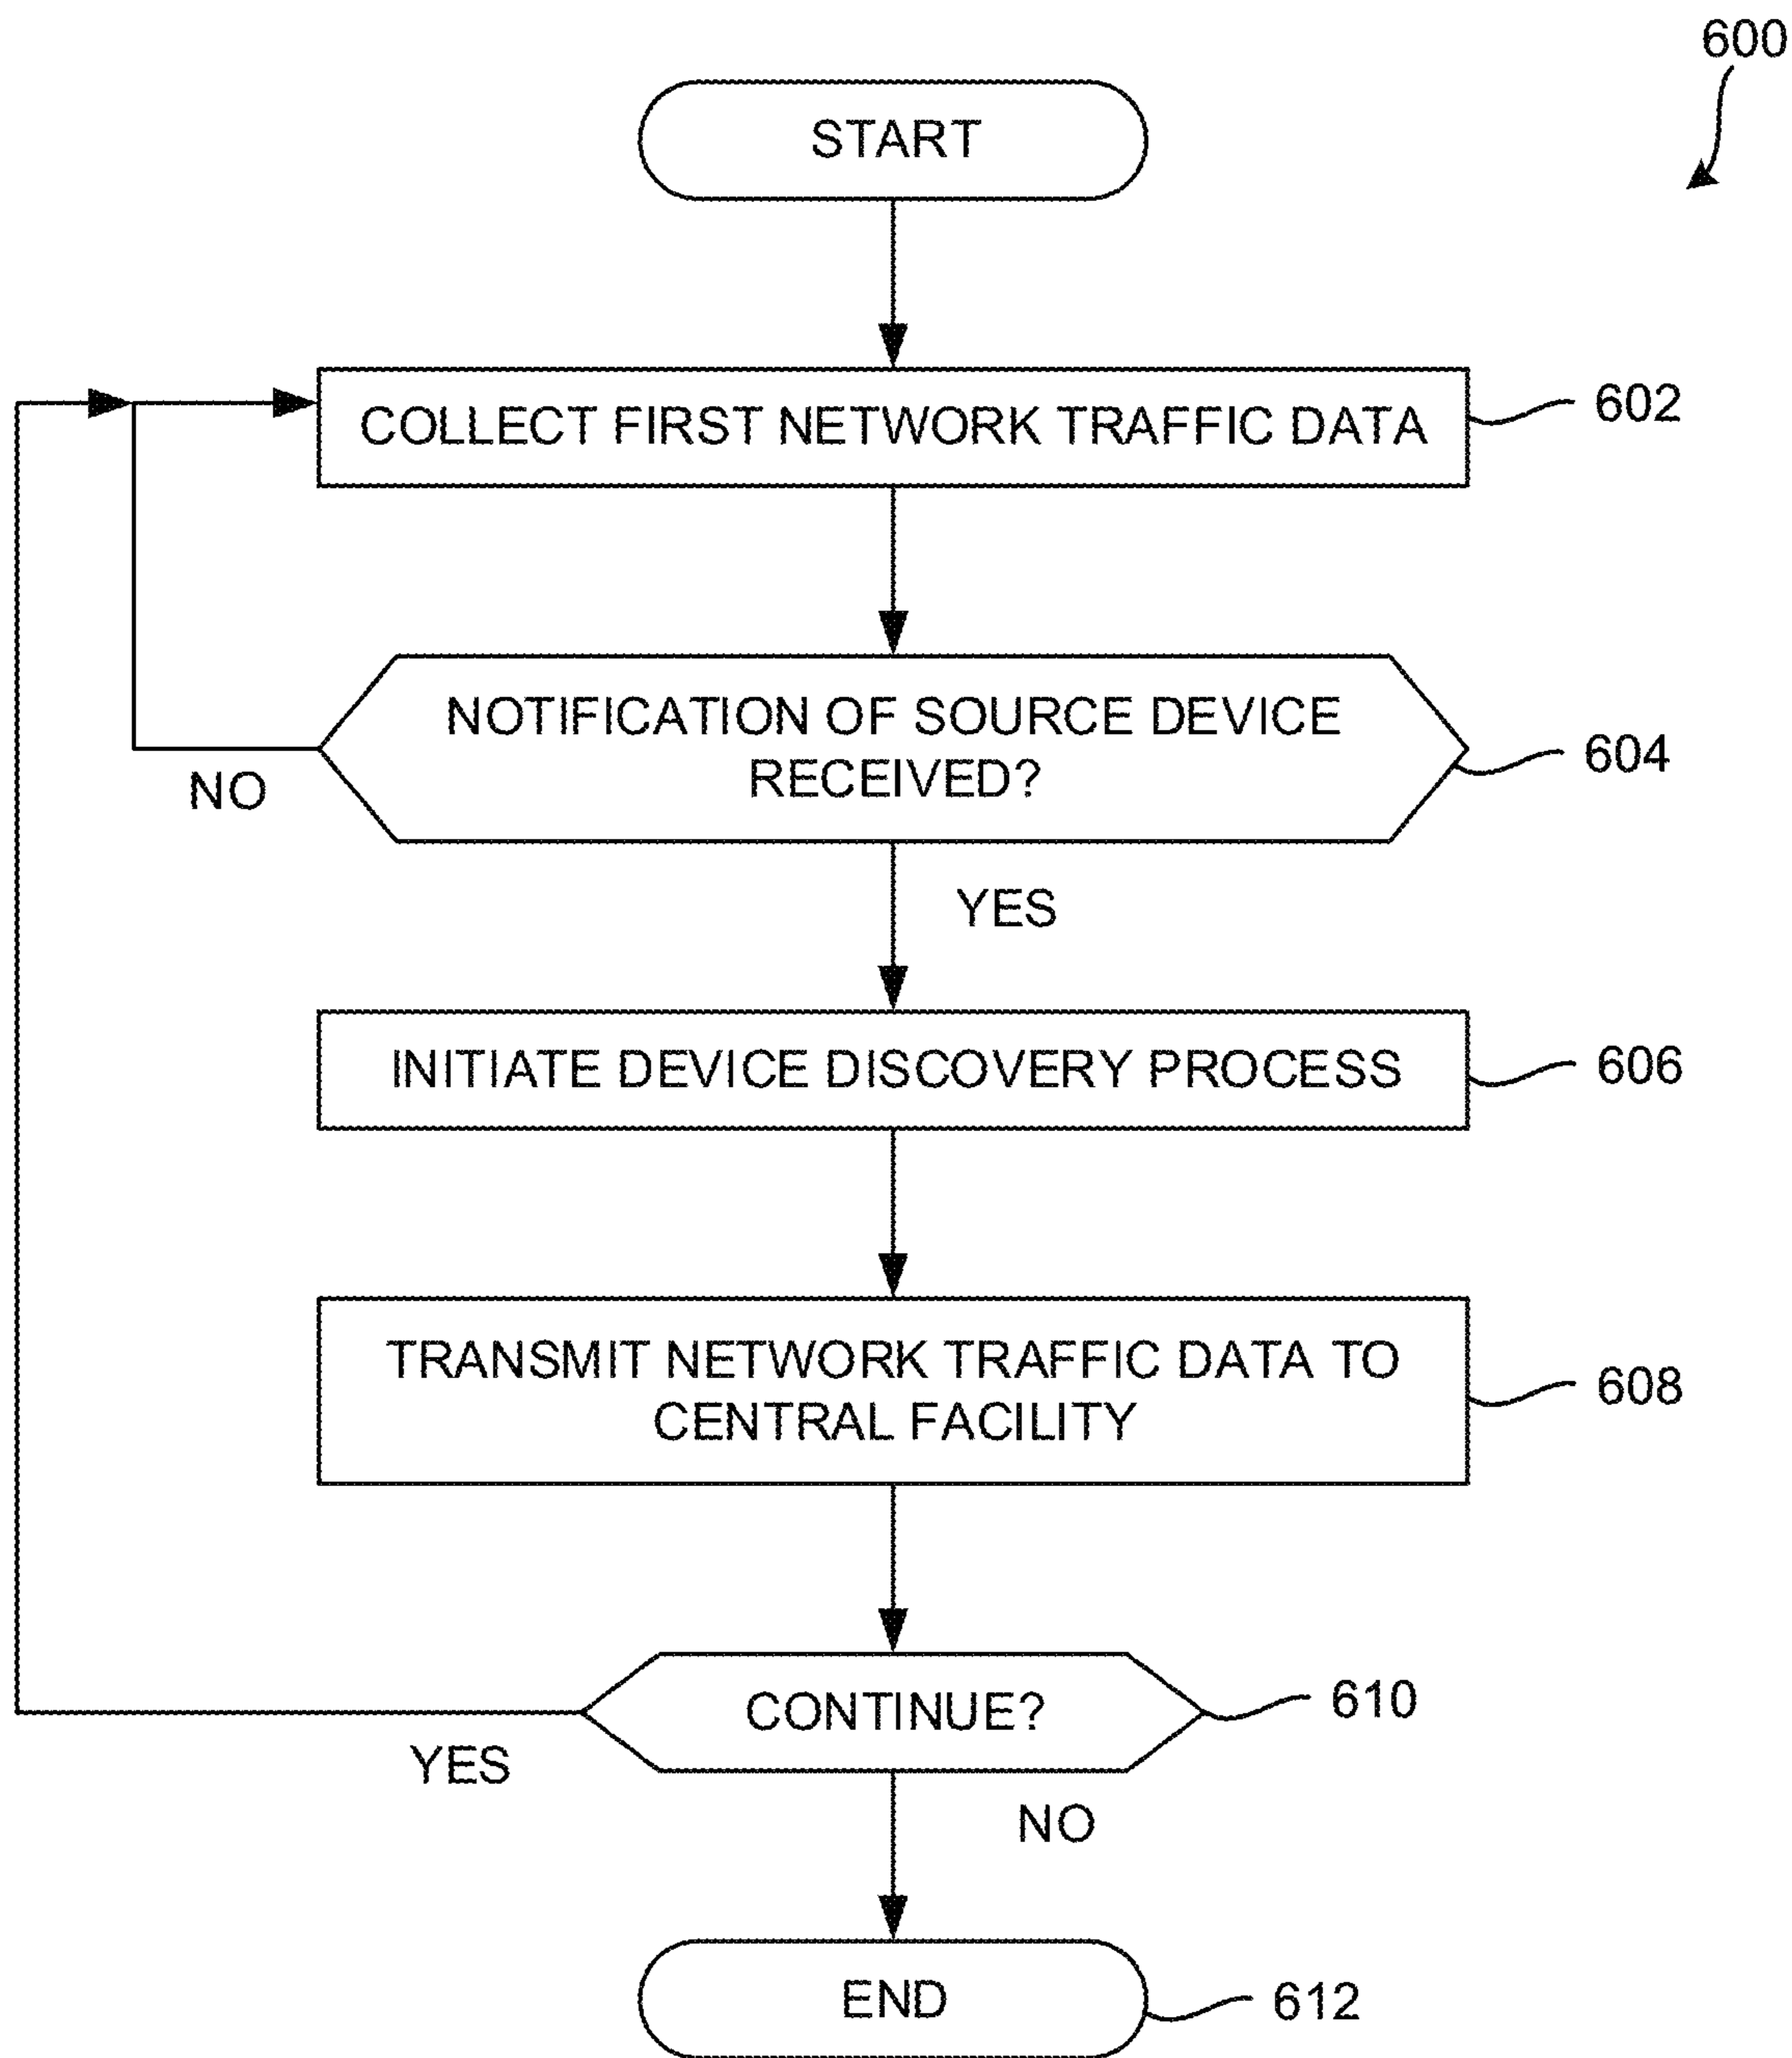 600
START
COLLECT FIRST NETWORK TRAFFIC DATA
602
NOTIFICATION OF SOURCE DEVICE
RECEIVED?
604
NO
YES
INITIATE DEVICE DISCOVERY PROCESS
606
TRANSMIT NETWORK TRAFFIC DATA TO
CENTRAL FACILITY
608
CONTINUE?
610
YES
NO
END
612